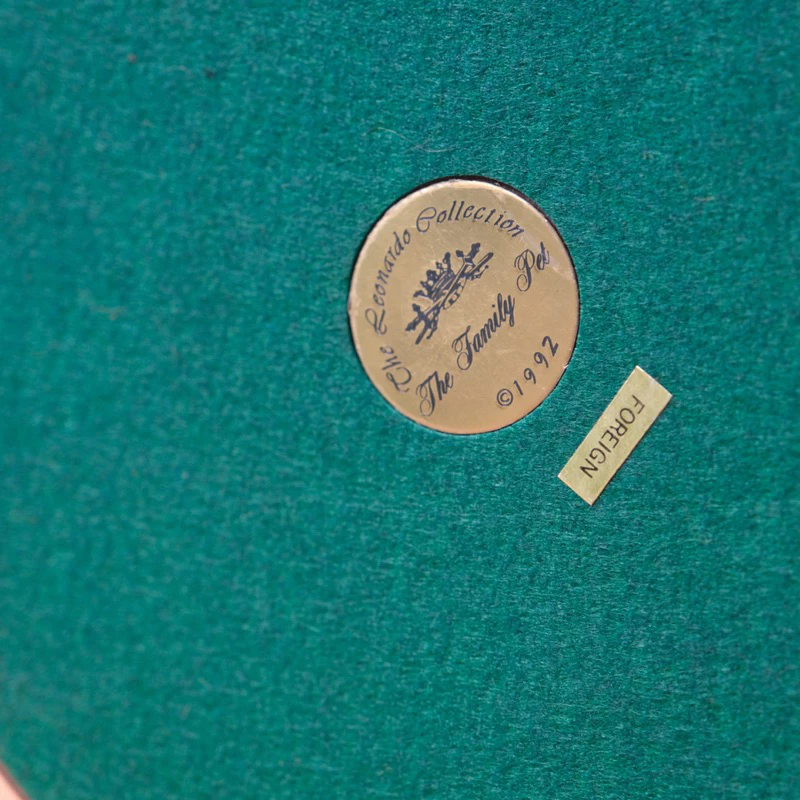 The Leonardo Collection
The Family Pet
©1992
FOREIGN